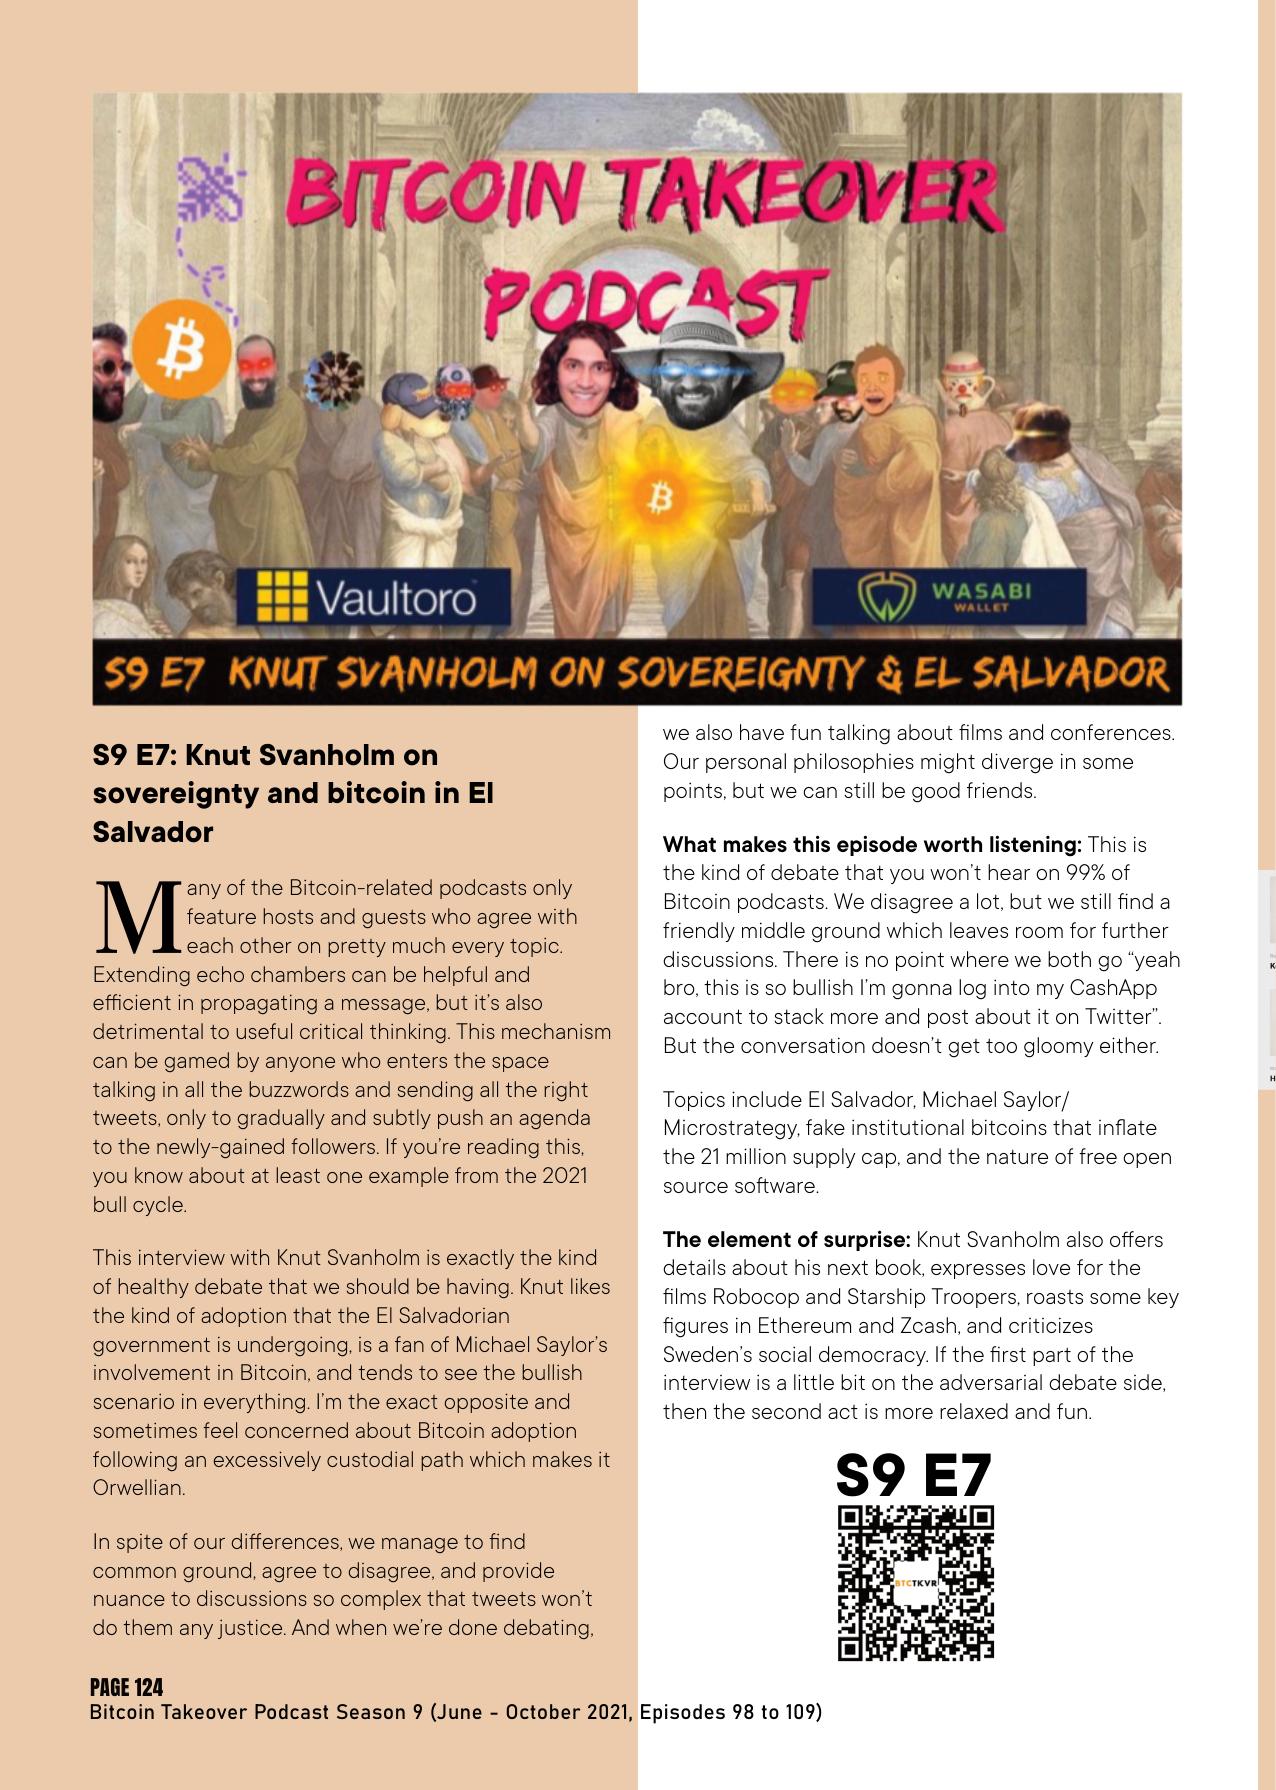 BITCOIN TAKEOVER
PODCAST
Vaultoro
WASABI
WALLET
S9 E7 KNUT SVANHOLM ON SOVEREIGNTY & EL SALVADOR
S9 E7: Knut Svanholm on
sovereignty and bitcoin in El
Salvador
Many of the Bitcoin-related podcasts only
feature hosts and guests who agree with
each other on pretty much every topic.
Extending echo chambers can be helpful and
efficient in propagating a message, but it’s also
detrimental to useful critical thinking. This mechanism
can be gamed by anyone who enters the space
talking in all the buzzwords and sending all the right
tweets, only to gradually and subtly push an agenda
to the newly-gained followers. If you’re reading this,
you know about at least one example from the 2021
bull cycle.
This interview with Knut Svanholm is exactly the kind
of healthy debate that we should be having. Knut likes
the kind of adoption that the El Salvadorian
government is undergoing, is a fan of Michael Saylor’s
involvement in Bitcoin, and tends to see the bullish
scenario in everything. I’m the exact opposite and
sometimes feel concerned about Bitcoin adoption
following an excessively custodial path which makes it
Orwellian.
In spite of our differences, we manage to find
common ground, agree to disagree, and provide
nuance to discussions so complex that tweets won’t
do them any justice. And when we’re done debating,
we also have fun talking about films and conferences.
Our personal philosophies might diverge in some
points, but we can still be good friends.
What makes this episode worth listening: This is
the kind of debate that you won’t hear on 99% of
Bitcoin podcasts. We disagree a lot, but we still find a
friendly middle ground which leaves room for further
discussions. There is no point where we both go “yeah
bro, this is so bullish I’m gonna log into my CashApp
account to stack more and post about it on Twitter”.
But the conversation doesn’t get too gloomy either.
Topics include El Salvador, Michael Saylor/
Microstrategy, fake institutional bitcoins that inflate
the 21 million supply cap, and the nature of free open
source software.
The element of surprise: Knut Svanholm also offers
details about his next book, expresses love for the
films Robocop and Starship Troopers, roasts some key
figures in Ethereum and Zcash, and criticizes
Sweden’s social democracy. If the first part of the
interview is a little bit on the adversarial debate side,
then the second act is more relaxed and fun.
S9 E7
BTCTKVR
PAGE 124
Bitcoin Takeover Podcast Season 9 (June - October 2021, Episodes 98 to 109)